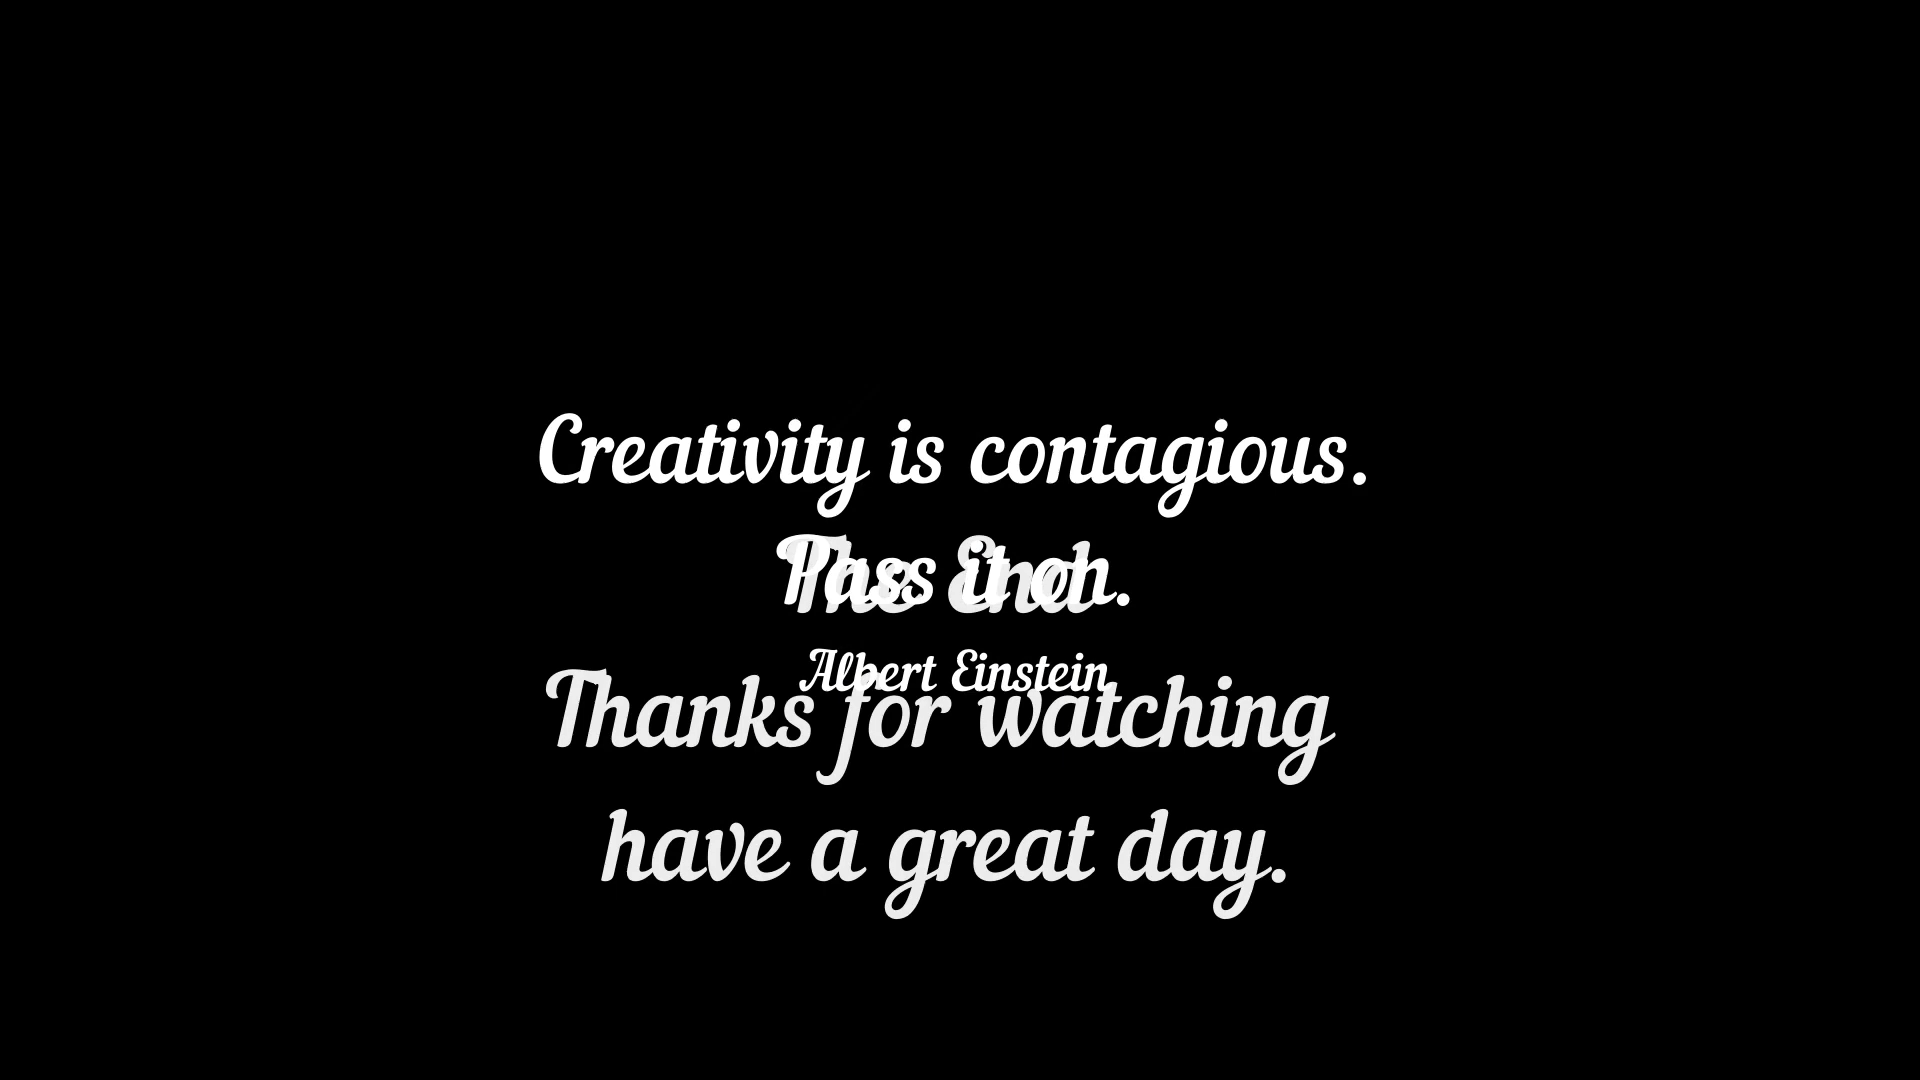 Creativity is contagious.
Pass it on.
The End
Albert Einstein
Thanks for watching
have a great day.